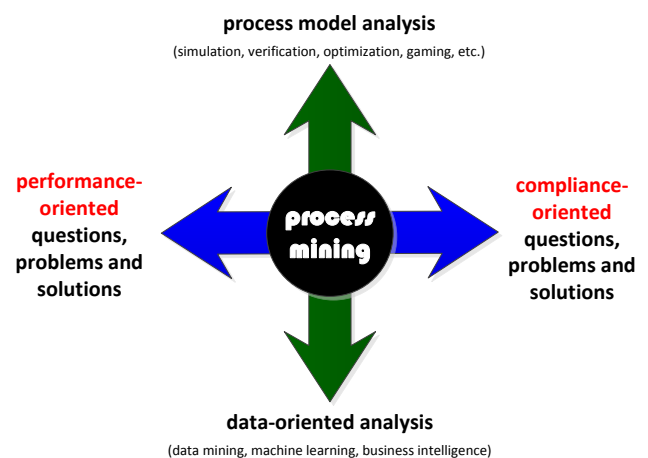 process model analysis
(simulation, verification, optimization, gaming, etc.)
performance-
oriented
questions,
problems and
solutions
process
mining
compliance-
oriented
questions,
problems and
solutions
data-oriented analysis
(data mining, machine learning, business intelligence)